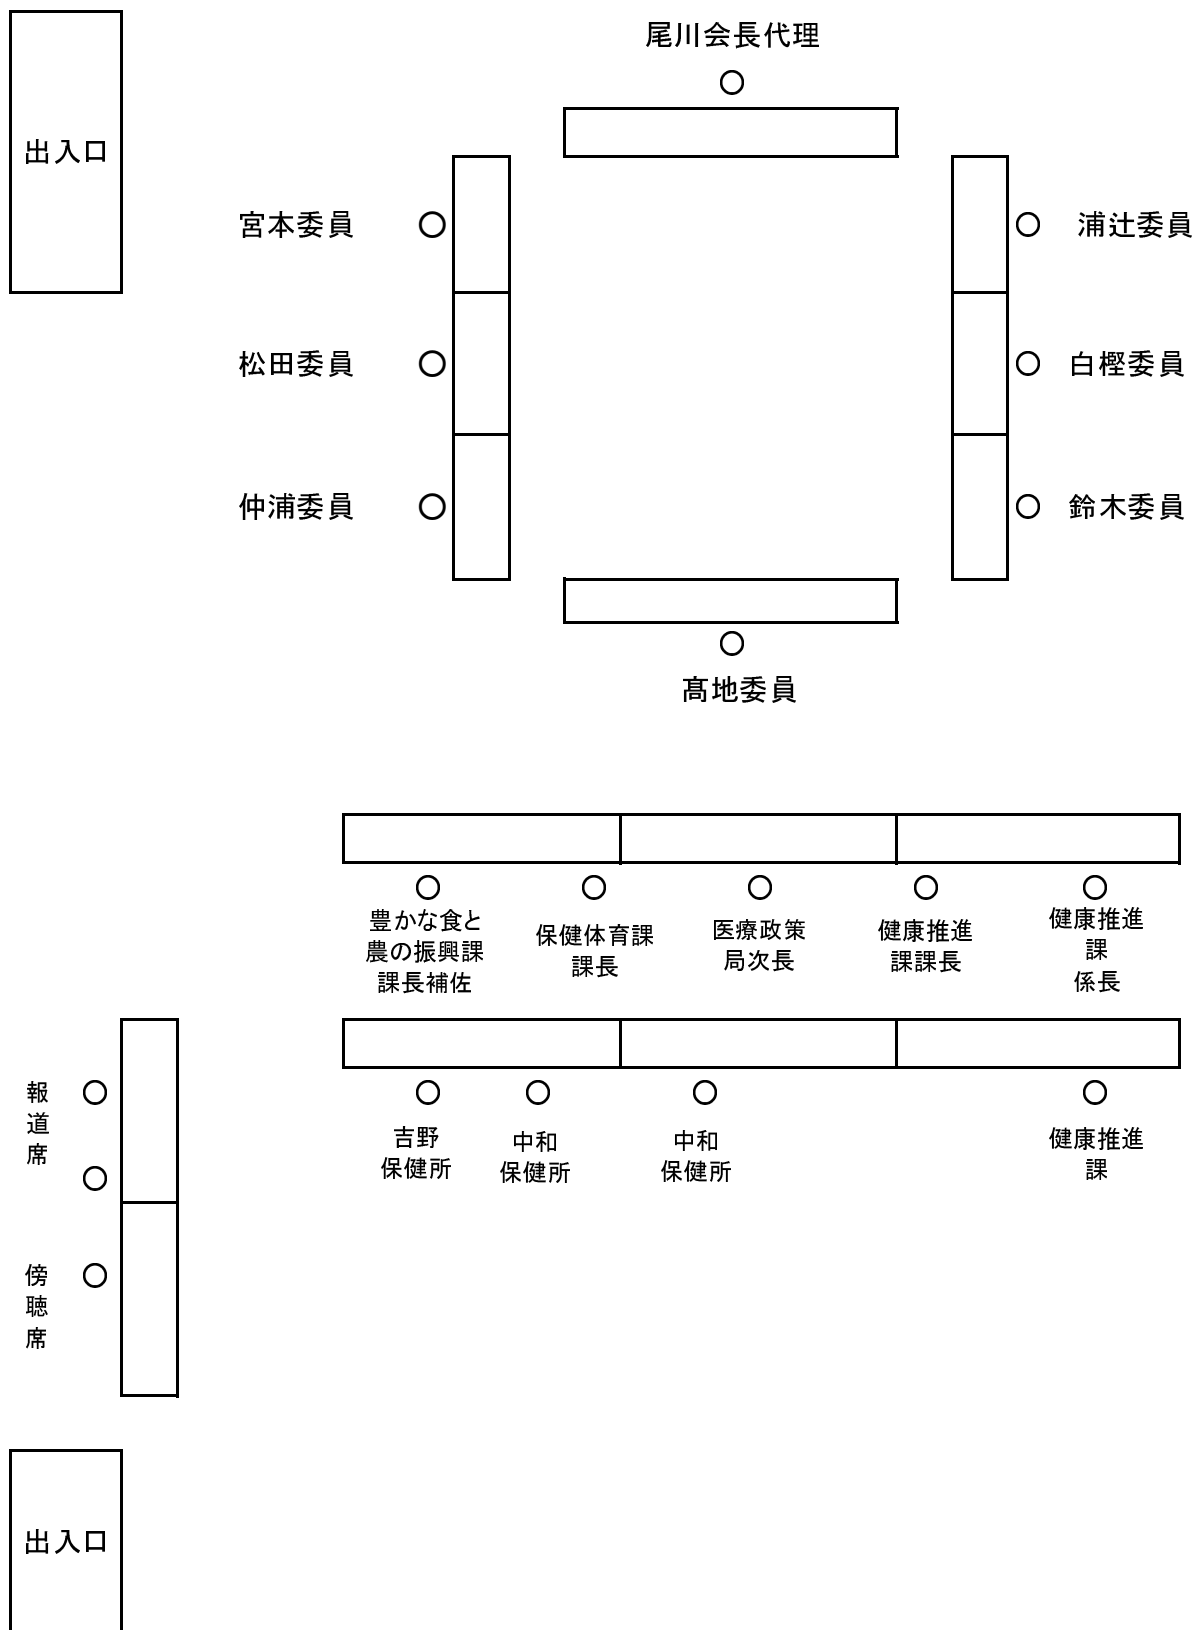 尾川会長代理
出入口
宮本委員
浦辻委員
松田委員
白樫委員
仲浦委員
鈴木委員
髙地委員
豊かな食と
農の振興課
課長補佐
保健体育課
課長
医療政策
局次長
健康推進
課課長
健康推進
課
係長
報道席
吉野
保健所
中和
保健所
中和
保健所
健康推進
課
傍聴席
出入口